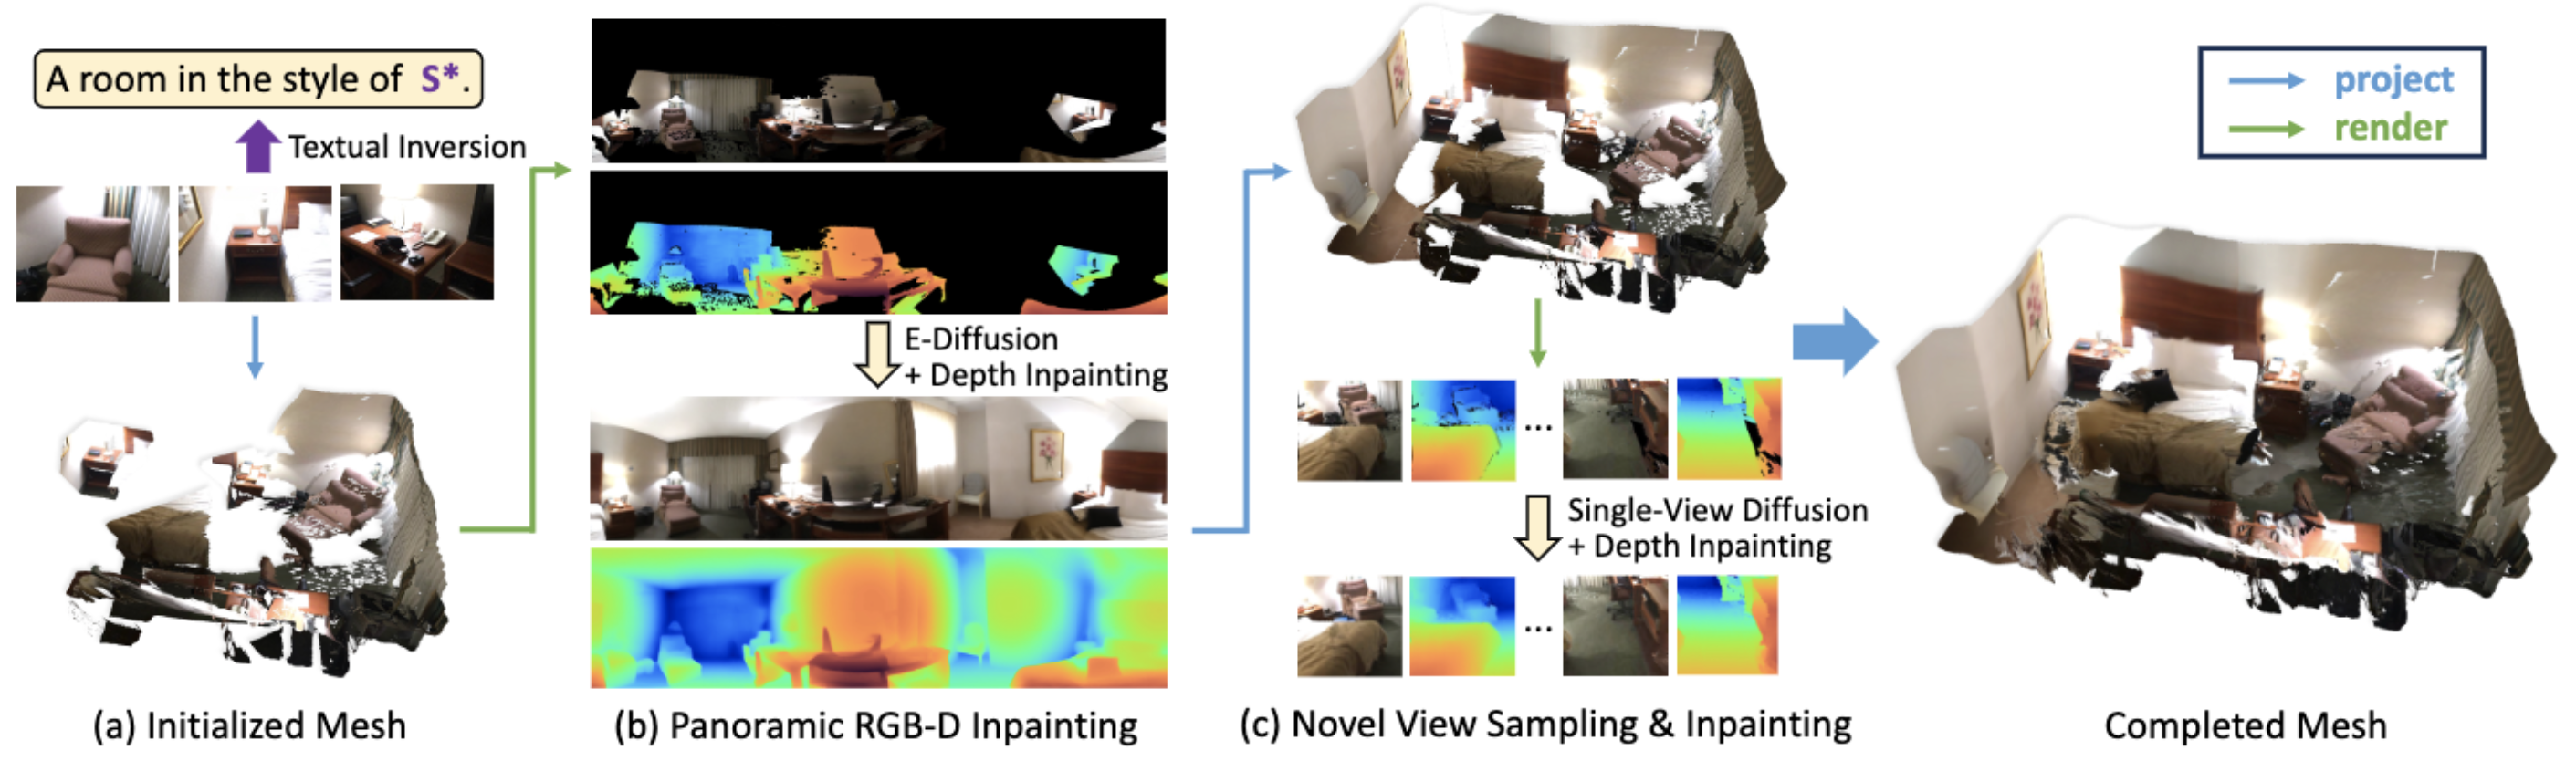 A room in the style of S*.
Textual Inversion
(a) Initialized Mesh
E-Diffusion
+ Depth Inpainting
(b) Panoramic RGB-D Inpainting
...
Single-View Diffusion
+ Depth Inpainting
...
(c) Novel View Sampling & Inpainting
project
render
Completed Mesh